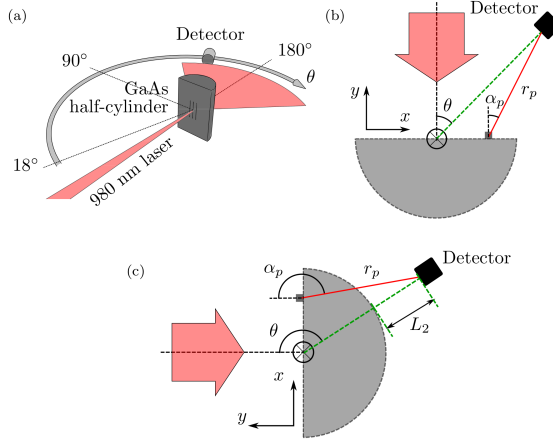 (a)
Detector
180°
90°
θ
GaAs
half-cylinder
18°
980 nm laser
(b)
Detector
y
θ
α_p
r_p
x
(c)
Detector
α_p
r_p
θ
L_2
x
y